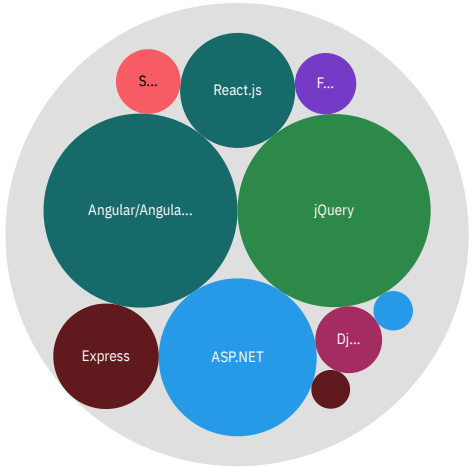 S...
React.js
F...
Angular/Angula...
jQuery
Express
ASP.NET
Dj...